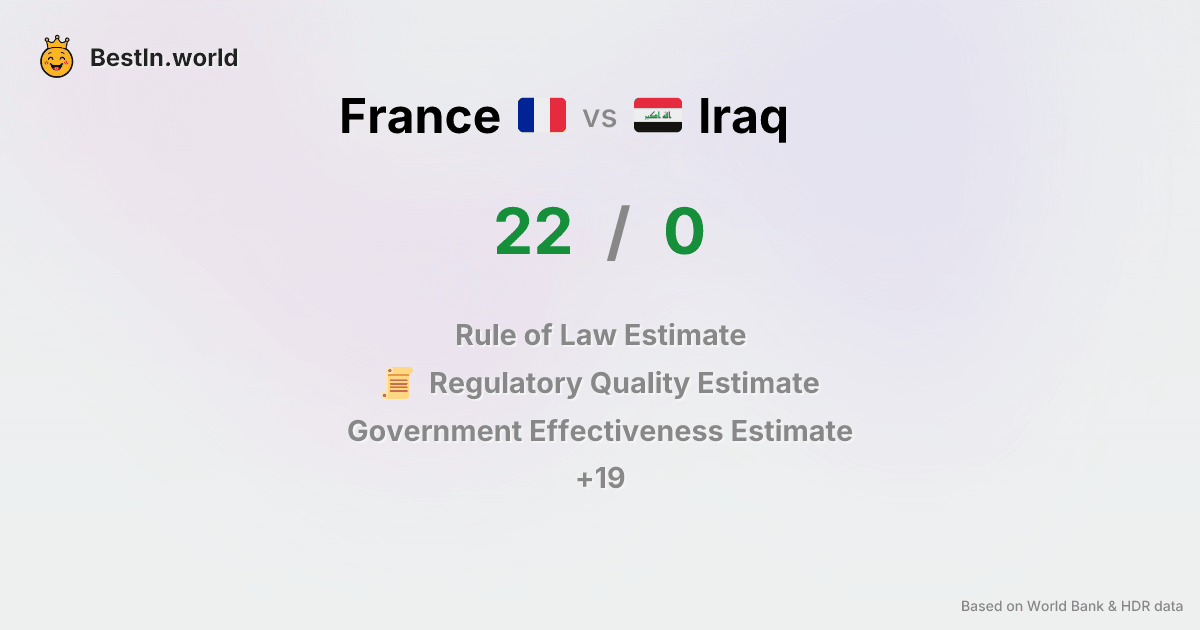 BestIn.world
France vs Iraq
22 / 0
Rule of Law Estimate
Regulatory Quality Estimate
Government Effectiveness Estimate
+19
Based on World Bank & HDR data